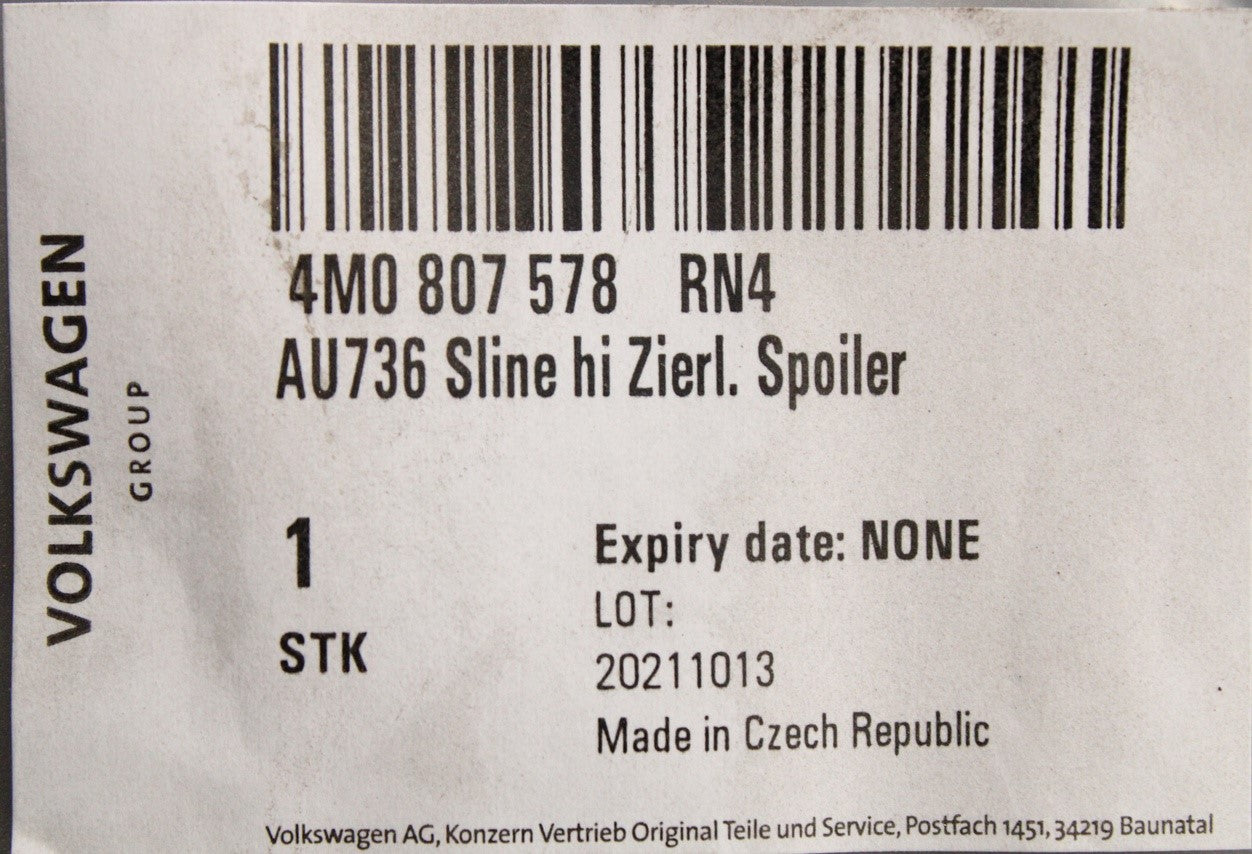 VOLKSWAGEN
GROUP
4M0 807 578 RN4
AU736 Sline hi Zierl. Spoiler
1
STK
Expiry date: NONE
LOT:
20211013
Made in Czech Republic
Volkswagen AG, Konzern Vertrieb Original Teile und Service, Postfach 1451, 34219 Baunatal